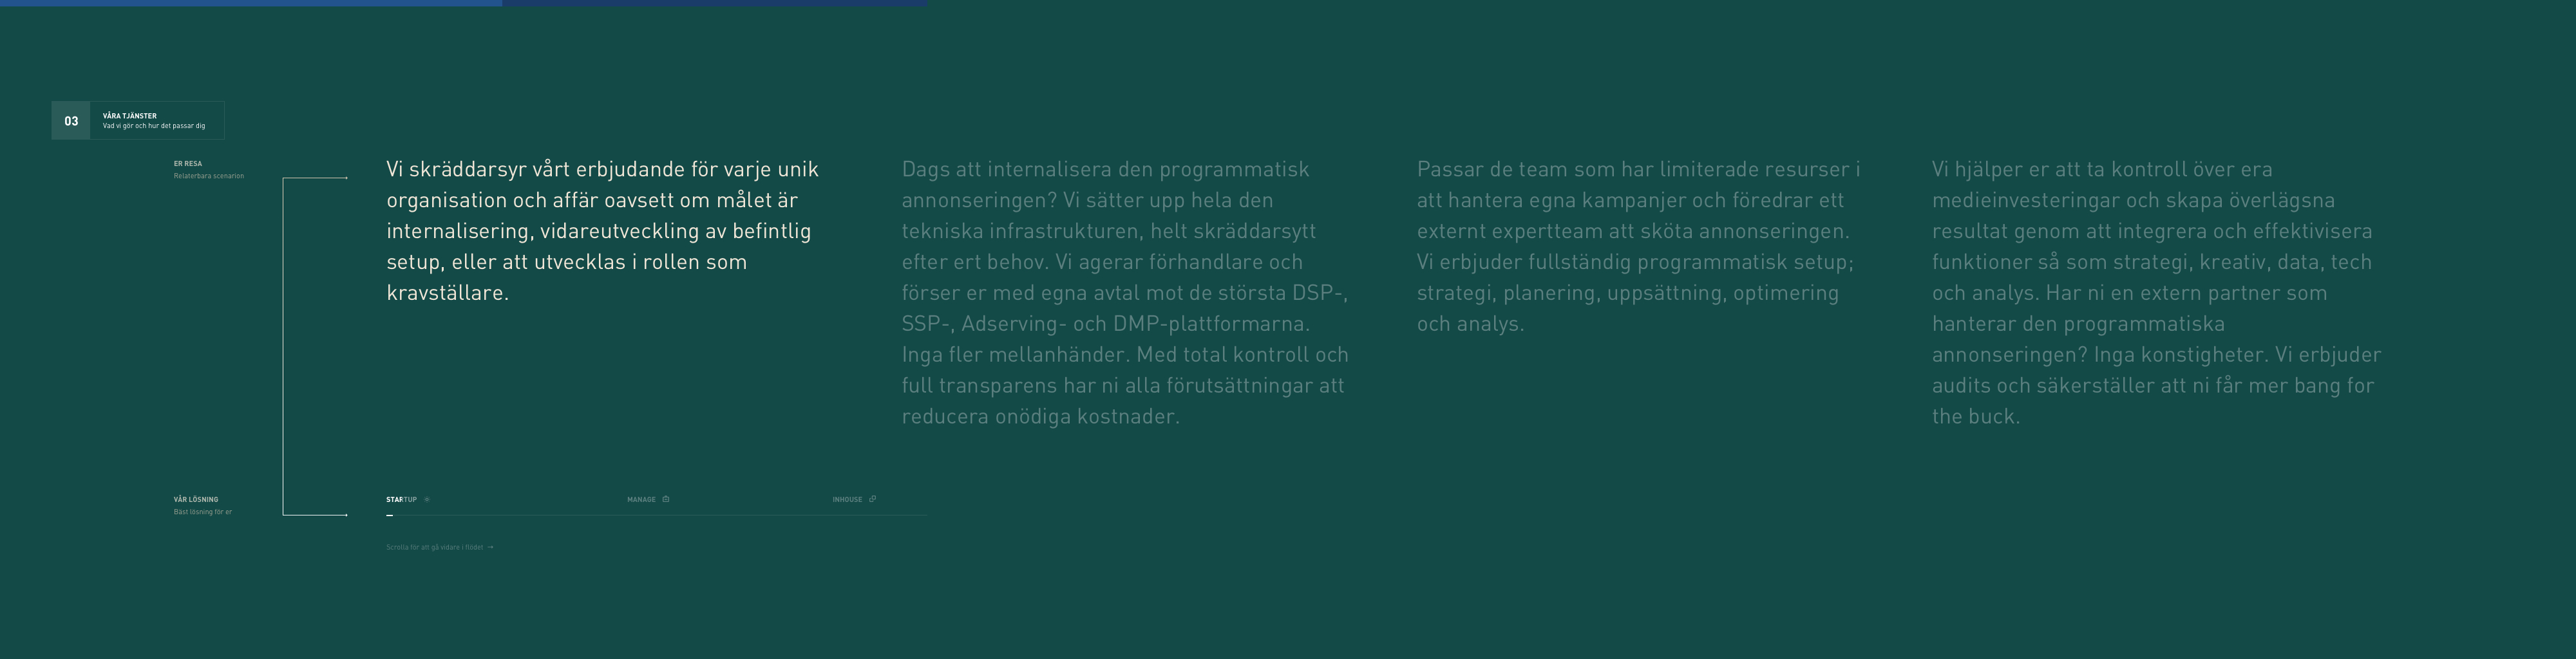 03
VÅRA TJÄNSTER
Vad vi gör och hur det passar dig
ER RESA
Relaterbara scenarion
Vi skräddarsyr vårt erbjudande för varje unik
organisation och affär oavsett om målet är
internalisering, vidareutveckling av befintlig
setup, eller att utvecklas i rollen som
kravställare.
Dags att internalisera den programmatisk
annonseringen? Vi sätter upp hela den
tekniska infrastrukturen, helt skräddarsytt
efter ert behov. Vi agerar förhandlare och
förser er med egna avtal mot de största DSP-,
SSP-, Adserving- och DMP-plattformarna.
Inga fler mellanhänder. Med total kontroll och
full transparens har ni alla förutsättningar att
reducera onödiga kostnader.
Passar de team som har limiterade resurser i
att hantera egna kampanjer och föredrar ett
externt expertteam att sköta annonseringen.
Vi erbjuder fullständig programmatisk setup;
strategi, planering, uppsättning, optimering
och analys.
Vi hjälper er att ta kontroll över era
medieinvesteringar och skapa överlägsna
resultat genom att integrera och effektivisera
funktioner så som strategi, kreativ, data, tech
och analys. Har ni en extern partner som
hanterar den programmatiska
annonseringen? Inga konstigheter. Vi erbjuder
audits och säkerställer att ni får mer bang for
the buck.
VÅR LÖSNING
Bäst lösning för er
STARTUP
MANAGE
INHOUSE
Scrolla för att gå vidare i flödet →